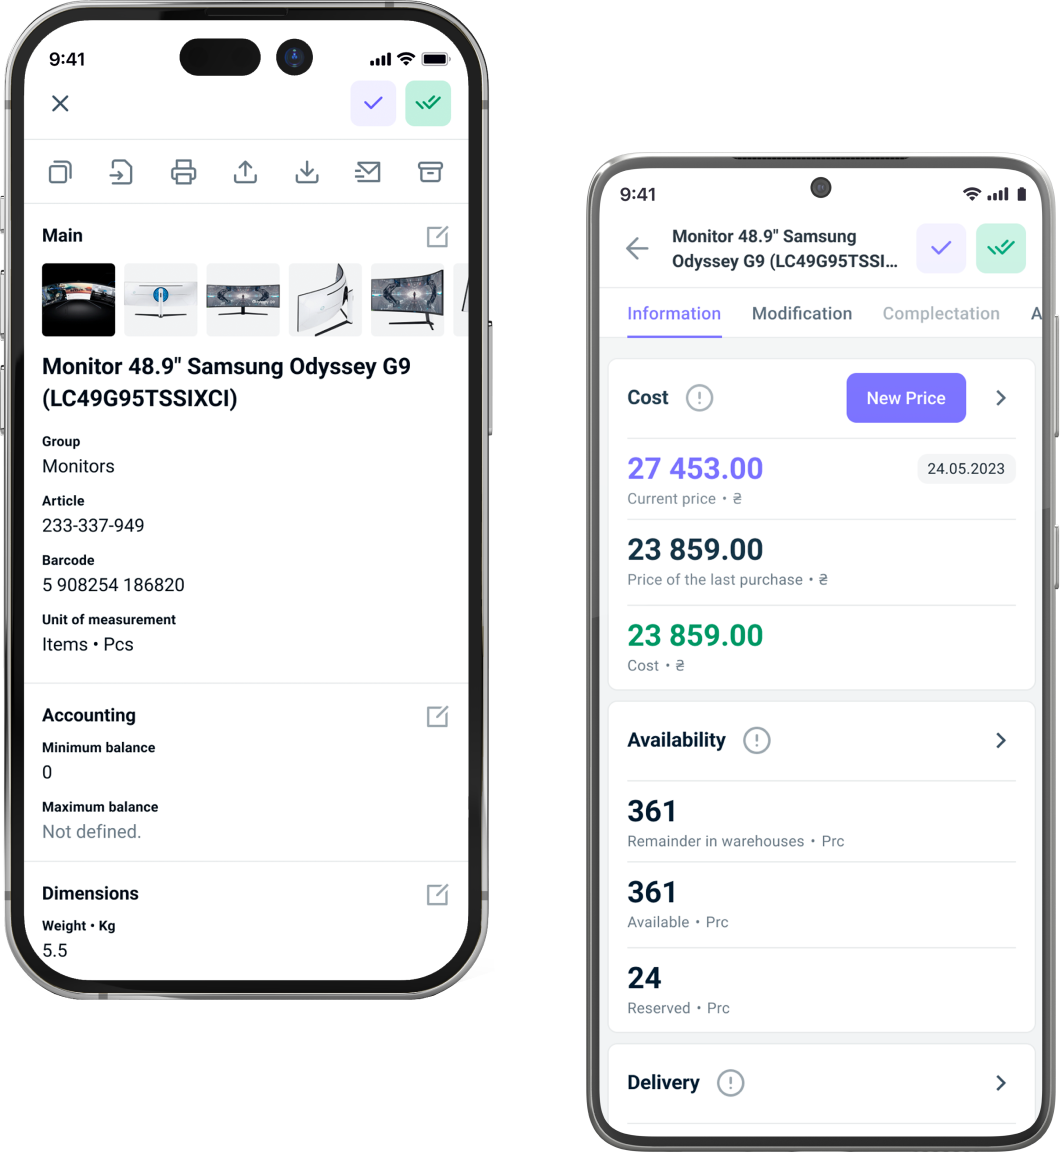 9:41
Main
Monitor 48.9" Samsung Odyssey G9
(LC49G95TSSIXCI)
Group
Monitors
Article
233-337-949
Barcode
5 908254 186820
Unit of measurement
Items • Pcs
Accounting
Minimum balance
0
Maximum balance
Not defined.
Dimensions
Weight • Kg
5.5
9:41
Monitor 48.9" Samsung
Odyssey G9 (LC49G95TSSI...
Information Modification Complectation A
Cost
New Price
27 453.00
24.05.2023
Current price • ₴
23 859.00
Price of the last purchase • ₴
23 859.00
Cost • ₴
Availability
361
Remainder in warehouses • Prc
361
Available • Prc
24
Reserved • Prc
Delivery